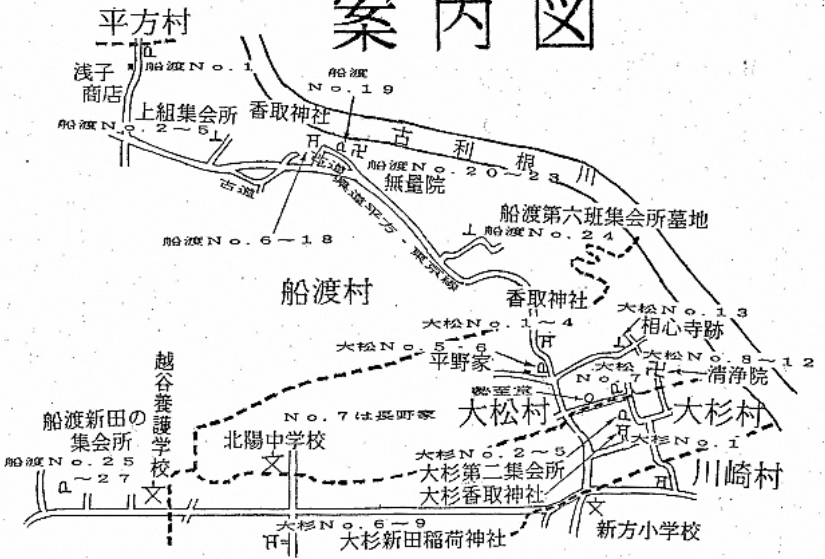 案内図
平方村
船渡No.1
浅子
商店
船渡
No.19
上組集会所
香取神社
船渡No.2~5
古利根川
船渡No.20~23
無量院
古道
県道平方・東京線
船渡第六班集会所墓地
船渡No.24
船渡No.6~18
船渡村
香取神社
大松No.13
相心寺跡
大松No.1~4
大松No.5·6
平野家
大松No.8~12
大松
No.7
清浄院
勢至堂
越谷養護学校
No.7は長野家
大松村
大杉村
船渡新田の
集会所
北陽中学校
大杉No.1
船渡No.25
~27
大杉No.2~5
大杉第二集会所
大杉香取神社
川崎村
大杉No.6~9
大杉新田稲荷神社
新方小学校